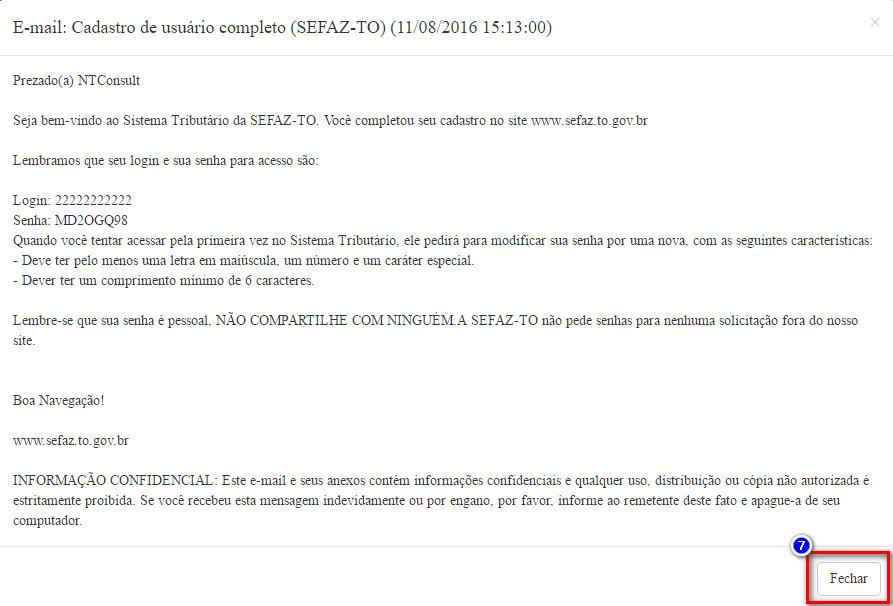 E-mail: Cadastro de usuário completo (SEFAZ-TO) (11/08/2016 15:13:00)
×
Prezado(a) NTConsult
Seja bem-vindo ao Sistema Tributário da SEFAZ-TO. Você completou seu cadastro no site www.sefaz.to.gov.br
Lembramos que seu login e sua senha para acesso são:
Login: 22222222222
Senha: MD2OGQ98
Quando você tentar acessar pela primeira vez no Sistema Tributário, ele pedirá para modificar sua senha por uma nova, com as seguintes características:
- Deve ter pelo menos uma letra em maiúscula, um número e um caráter especial.
- Dever ter um comprimento mínimo de 6 caracteres.
Lembre-se que sua senha é pessoal, NÃO COMPARTILHE COM NINGUÉM.A SEFAZ-TO não pede senhas para nenhuma solicitação fora do nosso
site.
Boa Navegação!
www.sefaz.to.gov.br
INFORMAÇÃO CONFIDENCIAL: Este e-mail e seus anexos contém informações confidenciais e qualquer uso, distribuição ou cópia não autorizada é
estritamente proibida. Se você recebeu esta mensagem indevidamente ou por engano, por favor, informe ao remetente deste fato e apague-a de seu
computador.
7
Fechar